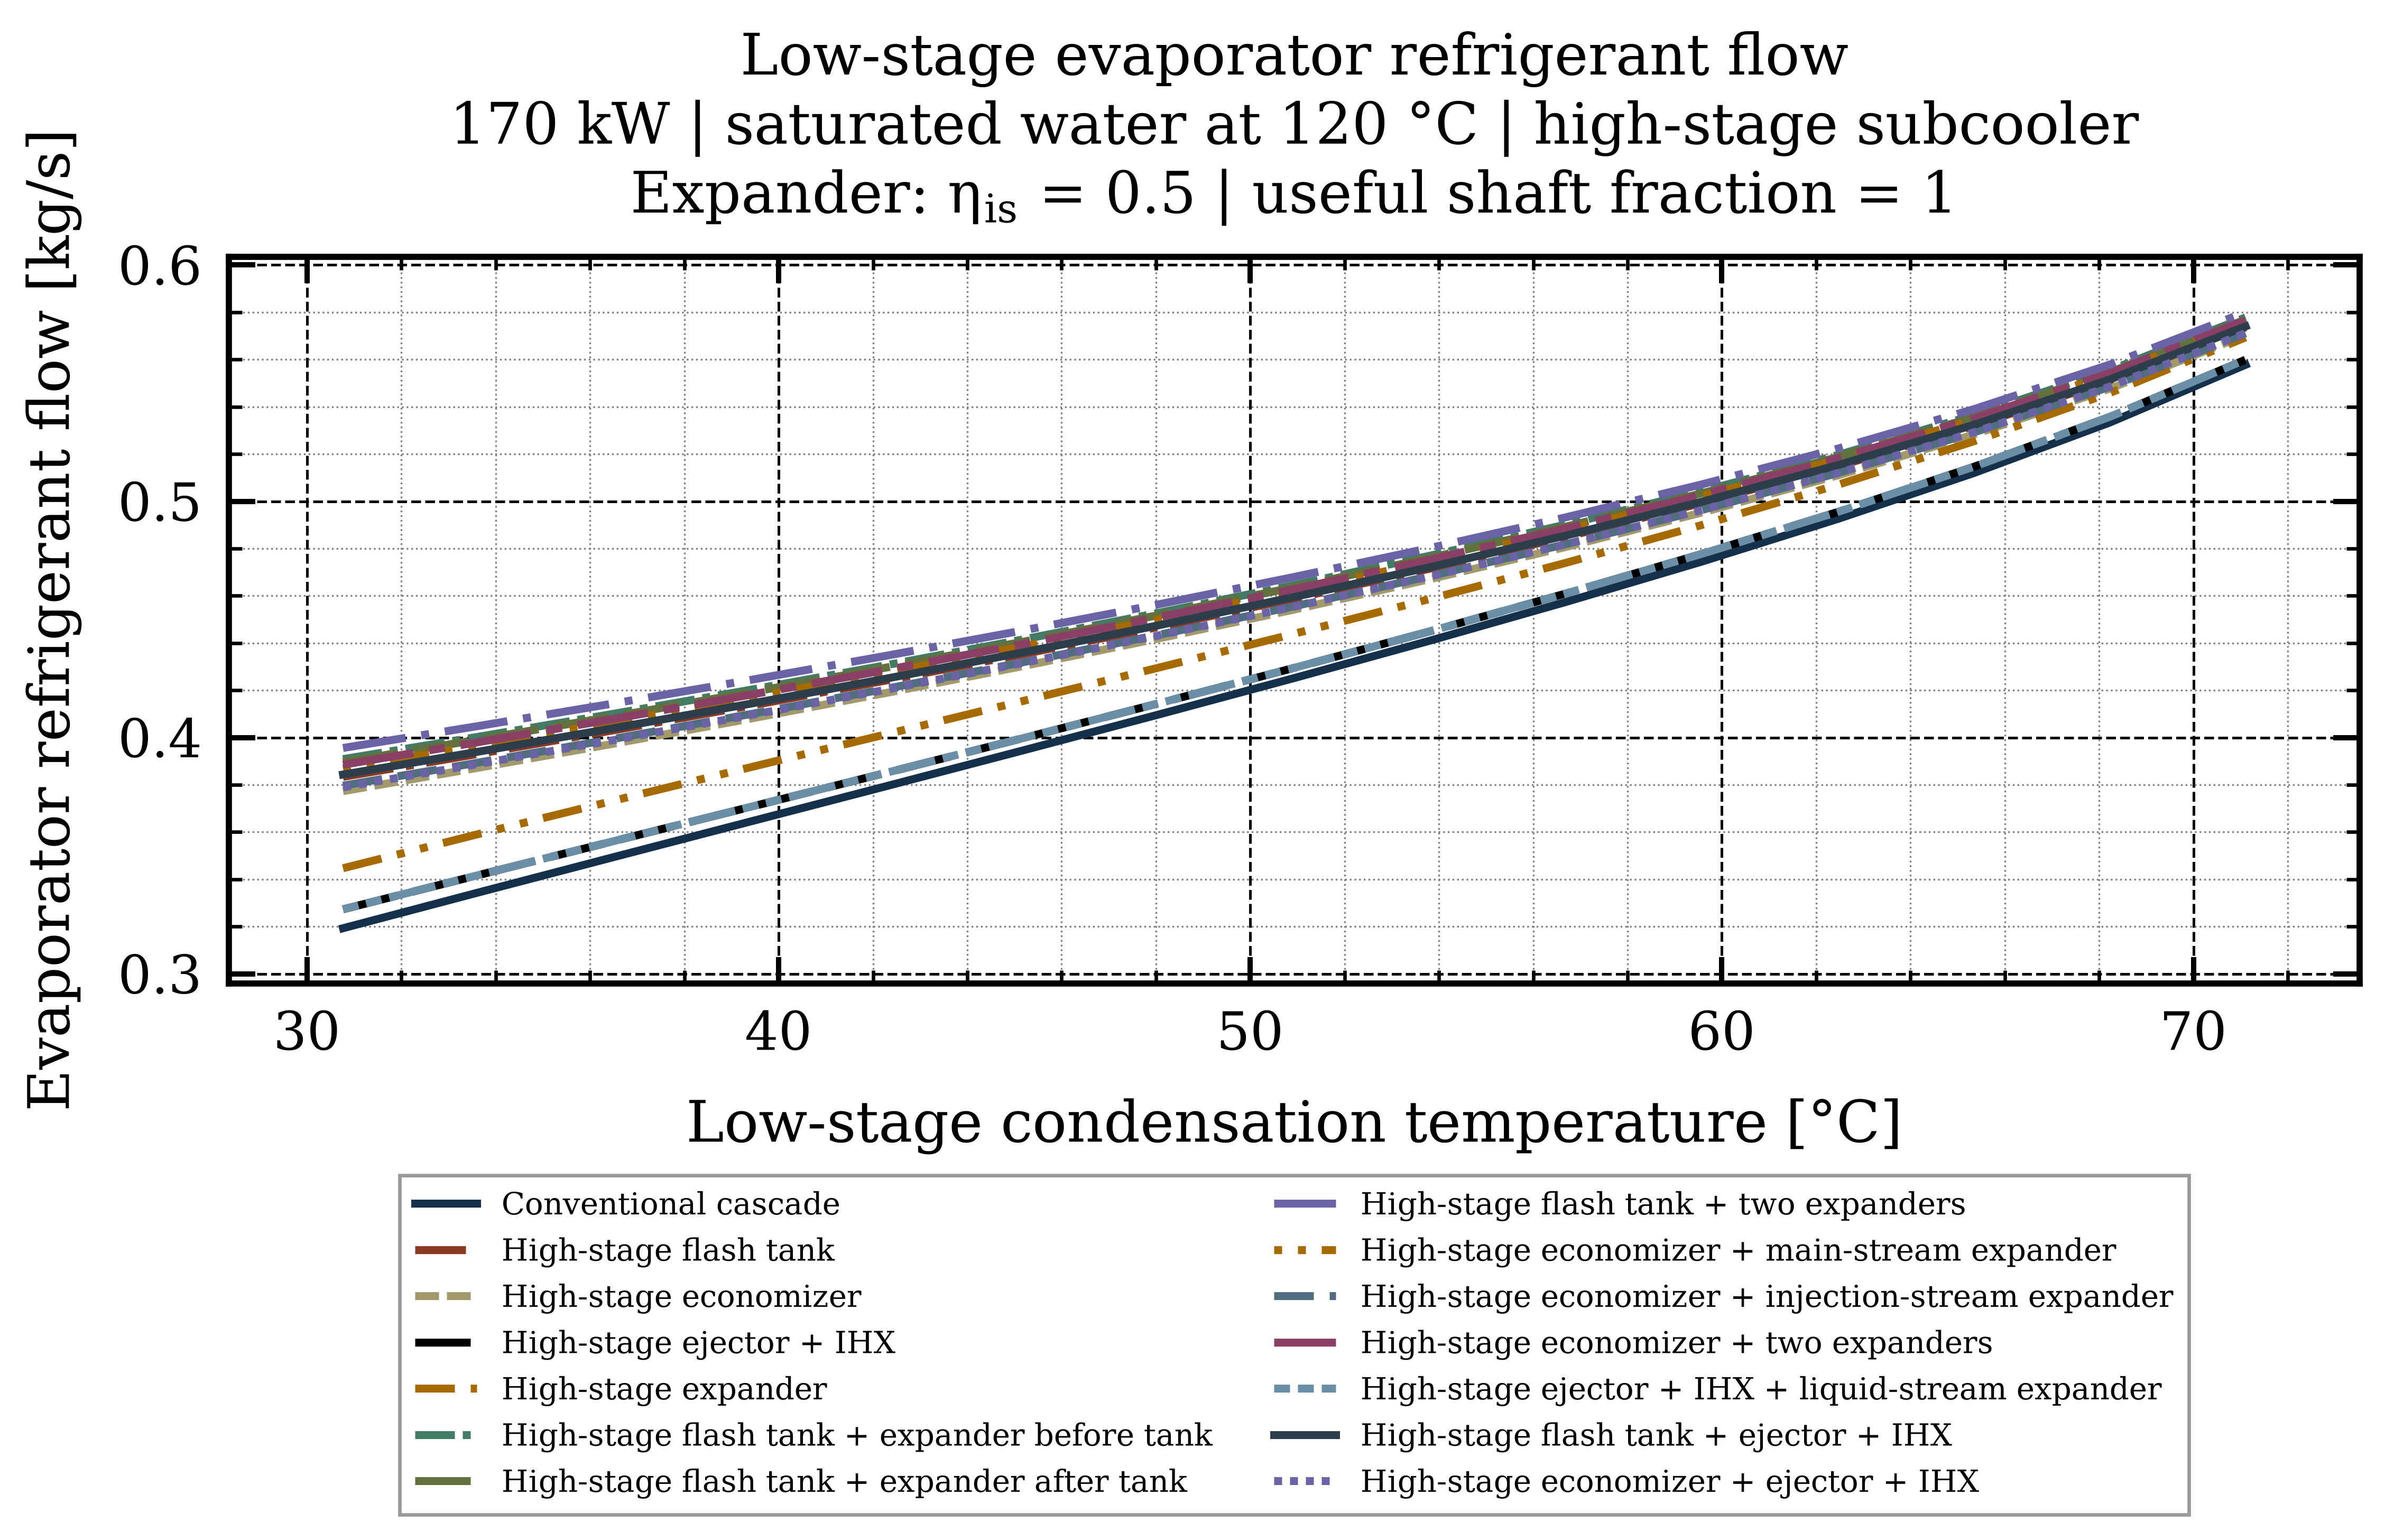 Low-stage evaporator refrigerant flow
170 kW | saturated water at 120 °C | high-stage subcooler
Expander: ηis = 0.5 | useful shaft fraction = 1
Evaporator refrigerant flow [kg/s]
0.6
0.5
0.4
0.3
30 40 50 60 70
Low-stage condensation temperature [°C]
Conventional cascade
High-stage flash tank
High-stage economizer
High-stage ejector + IHX
High-stage expander
High-stage flash tank + expander before tank
High-stage flash tank + expander after tank
High-stage flash tank + two expanders
High-stage economizer + main-stream expander
High-stage economizer + injection-stream expander
High-stage economizer + two expanders
High-stage ejector + IHX + liquid-stream expander
High-stage flash tank + ejector + IHX
High-stage economizer + ejector + IHX